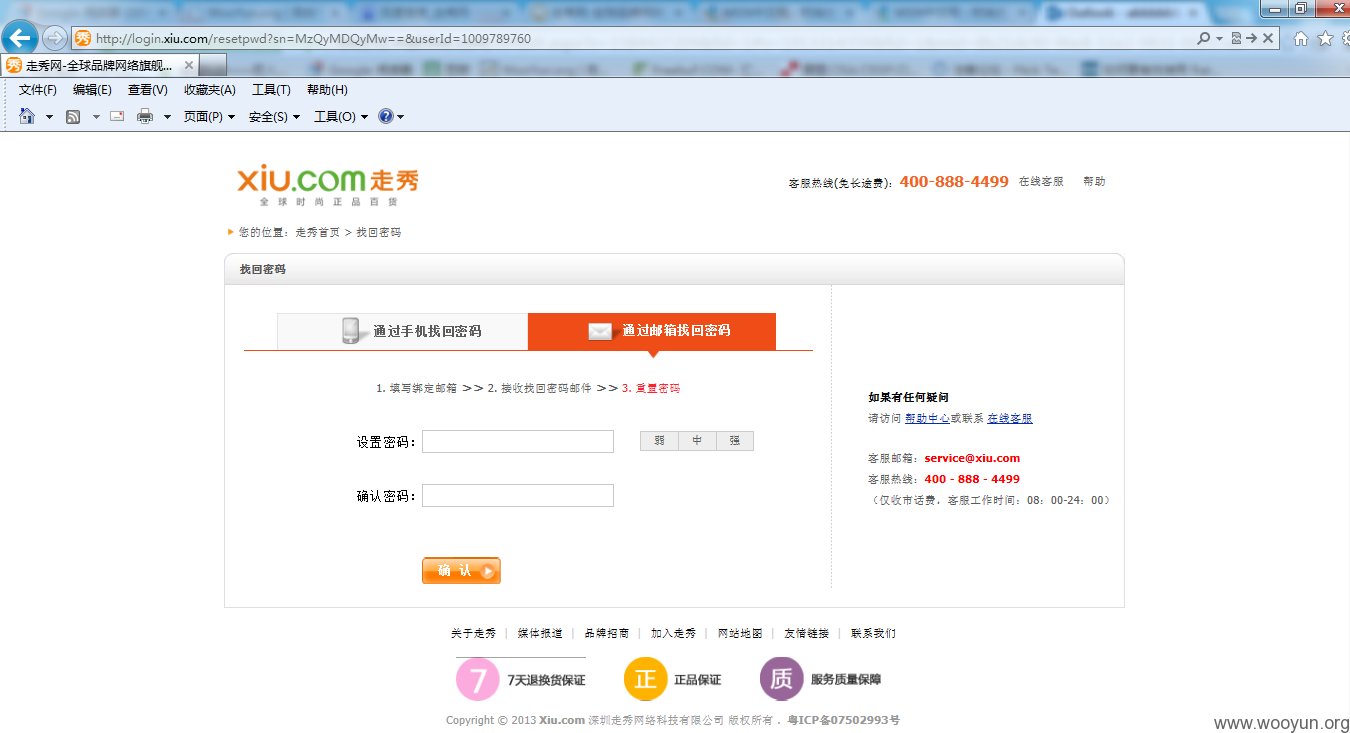 http://login.xiu.com/resetpwd?sn=MzQyMDQyMw==&userId=1009789760
走秀网-全球品牌网络旗舰...
文件(F) 编辑(E) 查看(V) 收藏夹(A) 工具(T) 帮助(H)
页面(P) 安全(S) 工具(O)
xiu.com 走秀
全球时尚正品百货
客服热线(免长途费): 400-888-4499 在线客服 帮助
您的位置: 走秀首页 > 找回密码
找回密码
通过手机找回密码 通过邮箱找回密码
1. 填写绑定邮箱 >> 2. 接收找回密码邮件 >> 3. 重置密码
设置密码: 弱 中 强
确认密码:
确 认
如果有任何疑问
请访问 帮助中心或联系 在线客服
客服邮箱: service@xiu.com
客服热线: 400 - 888 - 4499
（仅收市话费，客服工作时间：08：00-24：00）
关于走秀 | 媒体报道 | 品牌招商 | 加入走秀 | 网站地图 | 友情链接 | 联系我们
7 7天退换货保证 正 正品保证 质 服务质量保障
Copyright © 2013 Xiu.com 深圳走秀网络科技有限公司 版权所有 . 粤ICP备07502993号
www.wooyun.org